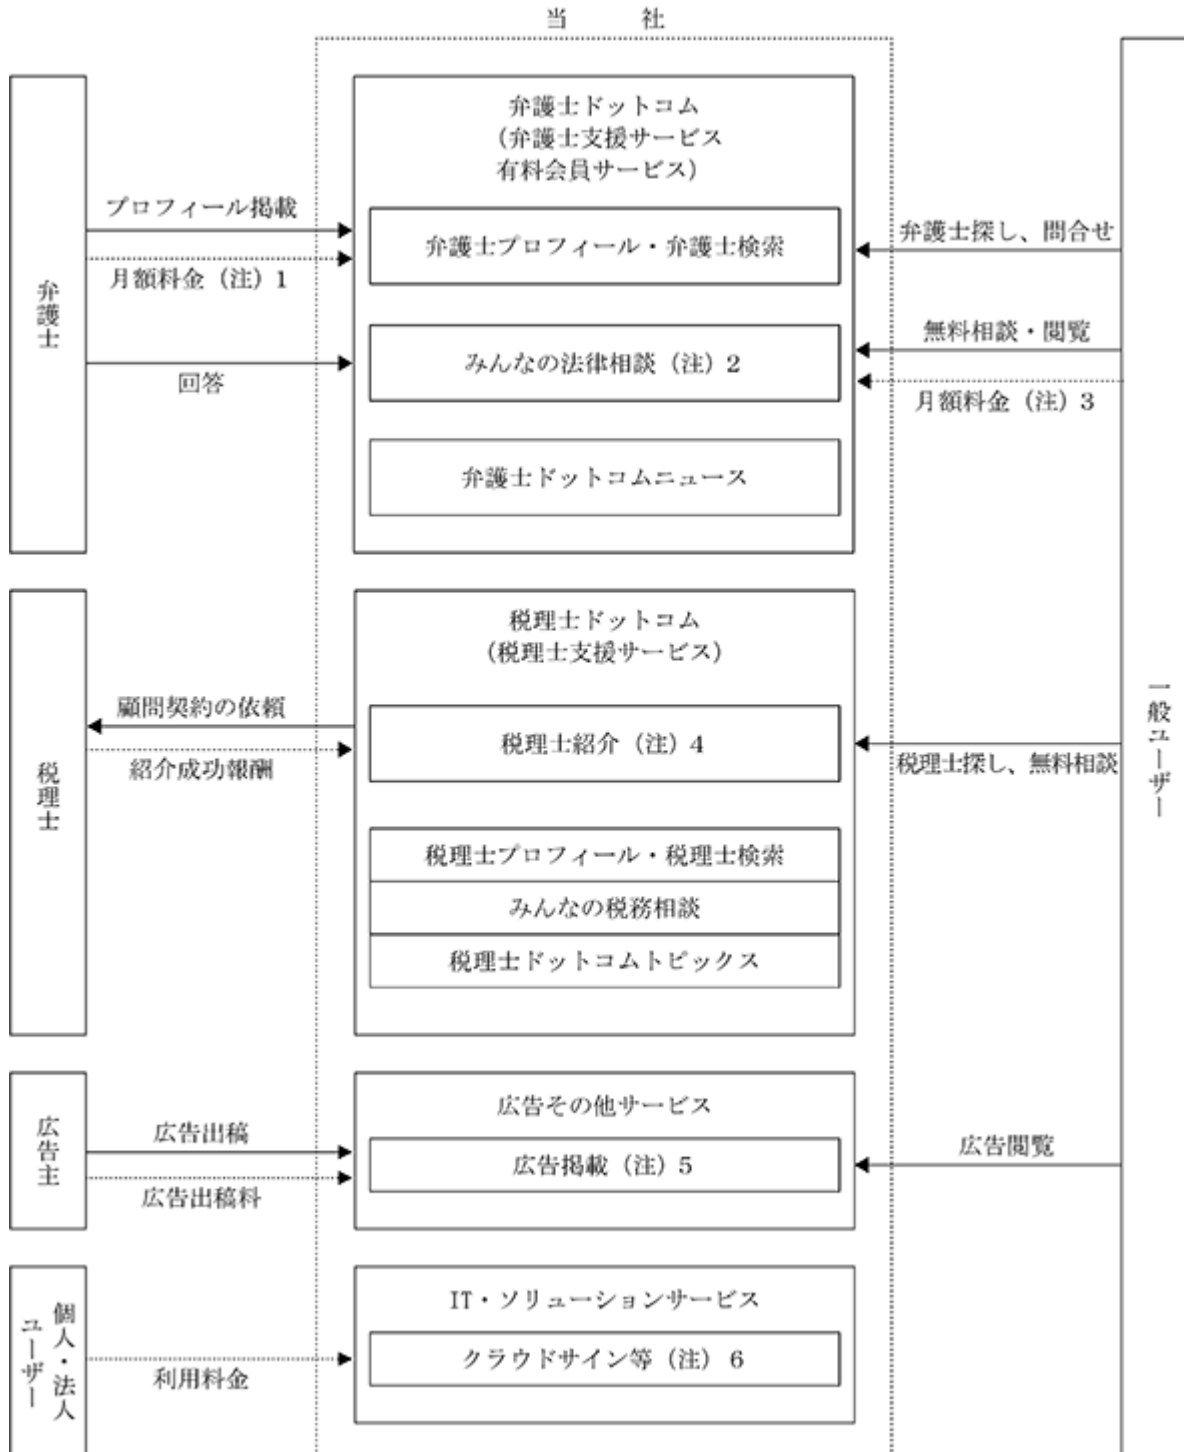 当　　社
弁護士
プロフィール掲載
月額料金（注）1
回答
弁護士ドットコム
（弁護士支援サービス
有料会員サービス）
弁護士プロフィール・弁護士検索
みんなの法律相談（注）2
弁護士ドットコムニュース
弁護士探し、問合せ
無料相談・閲覧
月額料金（注）3
税理士
顧問契約の依頼
紹介成功報酬
税理士ドットコム
（税理士支援サービス）
税理士紹介（注）4
税理士プロフィール・税理士検索
みんなの税務相談
税理士ドットコムトピックス
税理士探し、無料相談
一般ユーザー
広告主
広告出稿
広告出稿料
広告その他サービス
広告掲載（注）5
広告閲覧
個人・法人
ユーザー
利用料金
IT・ソリューションサービス
クラウドサイン等（注）6